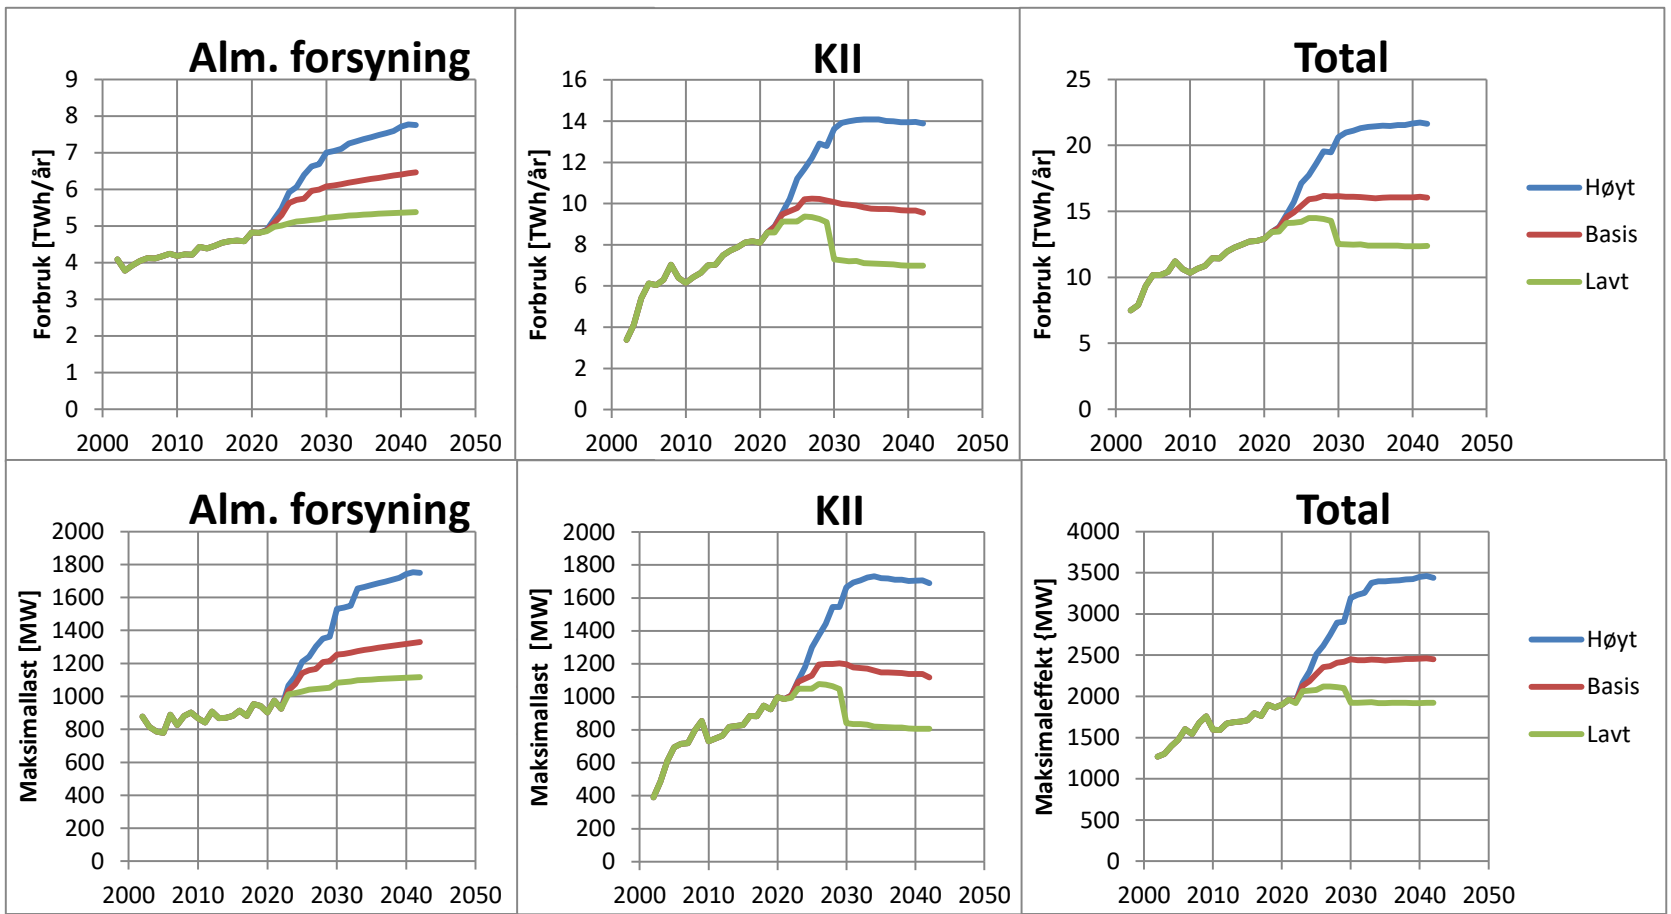 Alm. forsyning
Forbruk [TWh/år]
9
8
7
6
5
4
3
2
1
0
2000 2010 2020 2030 2040 2050
KII
Forbruk [TWh/år]
16
14
12
10
8
6
4
2
0
2000 2010 2020 2030 2040 2050
Total
Forbruk [TWh/år]
25
20
15
10
5
0
2000 2010 2020 2030 2040 2050
Høyt
Basis
Lavt
Alm. forsyning
Maksimallast [MW]
2000
1800
1600
1400
1200
1000
800
600
400
200
0
2000 2010 2020 2030 2040 2050
KII
Maksimallast [MW]
2000
1800
1600
1400
1200
1000
800
600
400
200
0
2000 2010 2020 2030 2040 2050
Total
Maksimaleffekt {MW]
4000
3500
3000
2500
2000
1500
1000
500
0
2000 2010 2020 2030 2040 2050
Høyt
Basis
Lavt